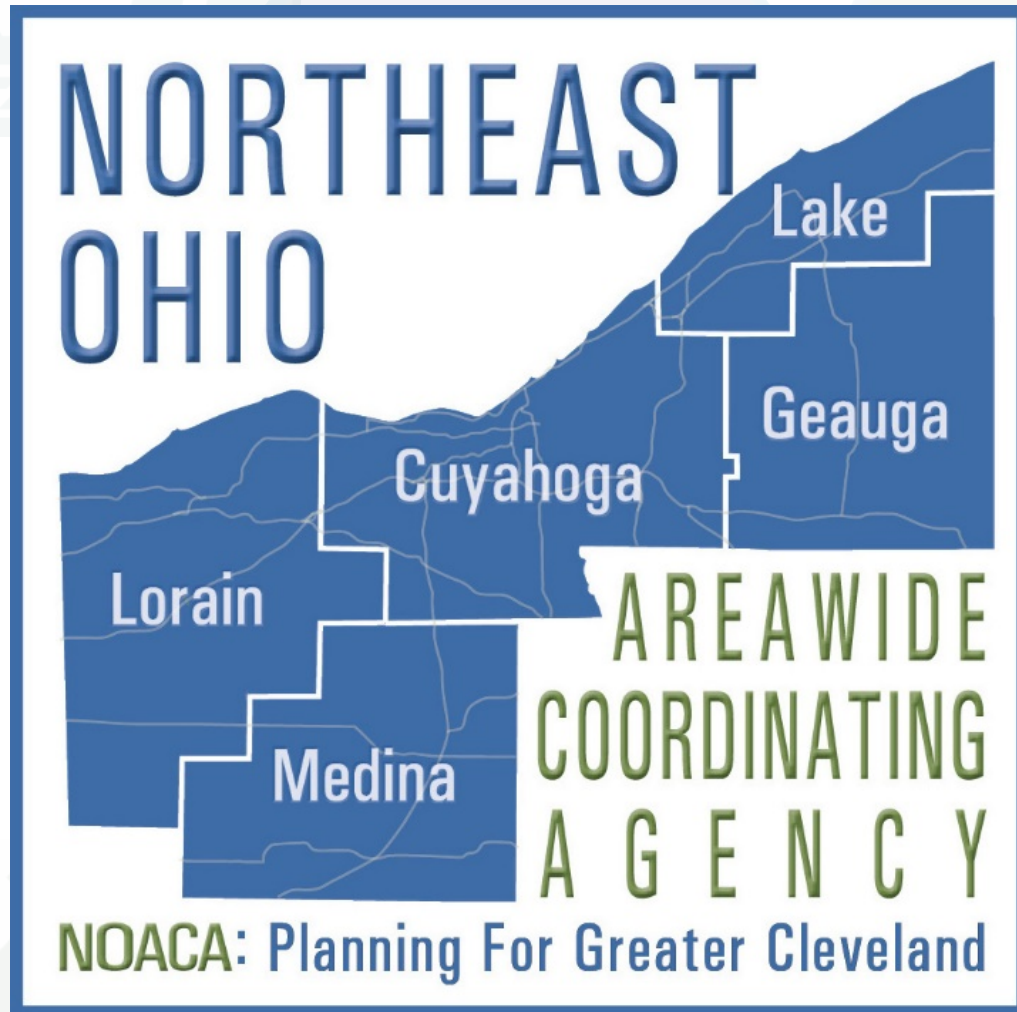 NORTHEAST
OHIO
Lake
Geauga
Cuyahoga
Lorain
Medina
AREAWIDE
COORDINATING
AGENCY
NOACA: Planning For Greater Cleveland